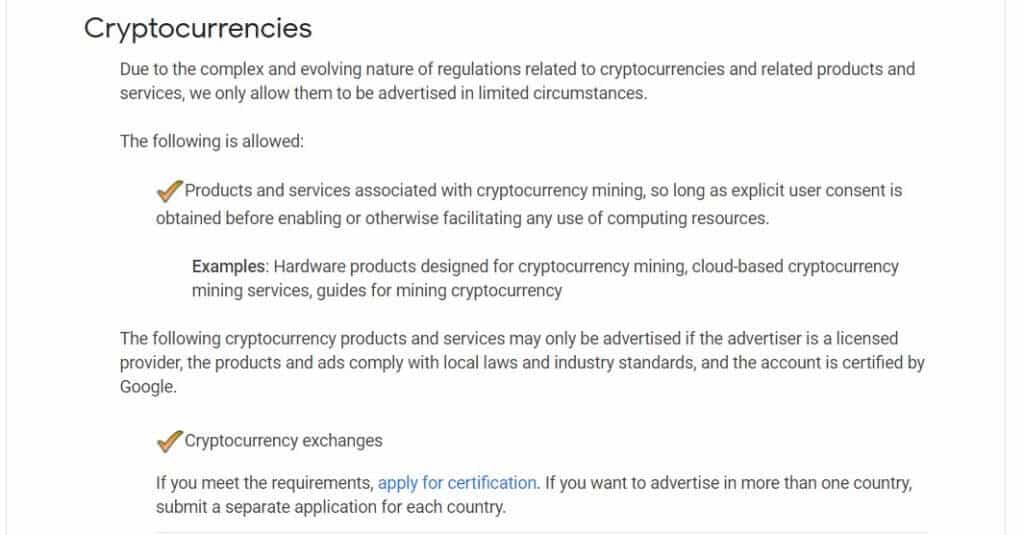 Cryptocurrencies
Due to the complex and evolving nature of regulations related to cryptocurrencies and related products and
services, we only allow them to be advertised in limited circumstances.
The following is allowed:
Products and services associated with cryptocurrency mining, so long as explicit user consent is
obtained before enabling or otherwise facilitating any use of computing resources.
Examples: Hardware products designed for cryptocurrency mining, cloud-based cryptocurrency
mining services, guides for mining cryptocurrency
The following cryptocurrency products and services may only be advertised if the advertiser is a licensed
provider, the products and ads comply with local laws and industry standards, and the account is certified by
Google.
Cryptocurrency exchanges
If you meet the requirements, apply for certification. If you want to advertise in more than one country,
submit a separate application for each country.